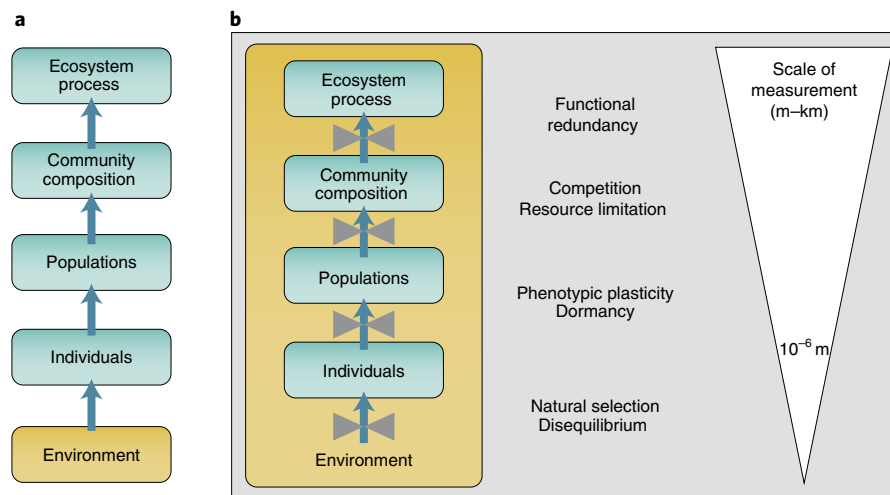 a
Ecosystem
process
Community
composition
Populations
Individuals
Environment
b
Ecosystem
process
Community
composition
Populations
Individuals
Environment
Functional
redundancy
Competition
Resource limitation
Phenotypic plasticity
Dormancy
Natural selection
Disequilibrium
Scale of
measurement
(m–km)
10⁻⁶ m